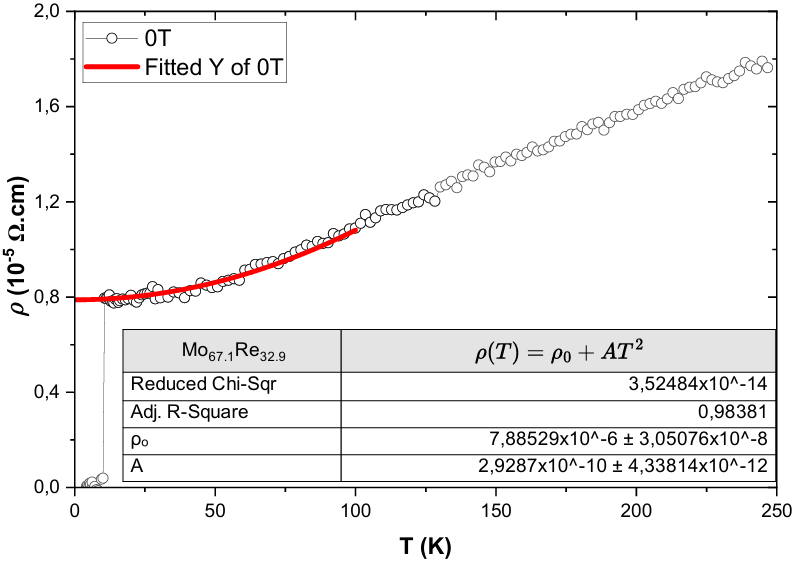 2,0
1,6
1,2
0,8
0,4
0,0
ρ (10⁻⁵ Ω.cm)
0T
Fitted Y of 0T
Mo₆₇.₁Re₃₂.₉ ρ(T) = ρ₀ + AT²
Reduced Chi-Sqr 3,52484x10^-14
Adj. R-Square 0,98381
ρ₀ 7,88529x10^-6 ± 3,05076x10^-8
A 2,9287x10^-10 ± 4,33814x10^-12
0 50 100 150 200 250
T (K)